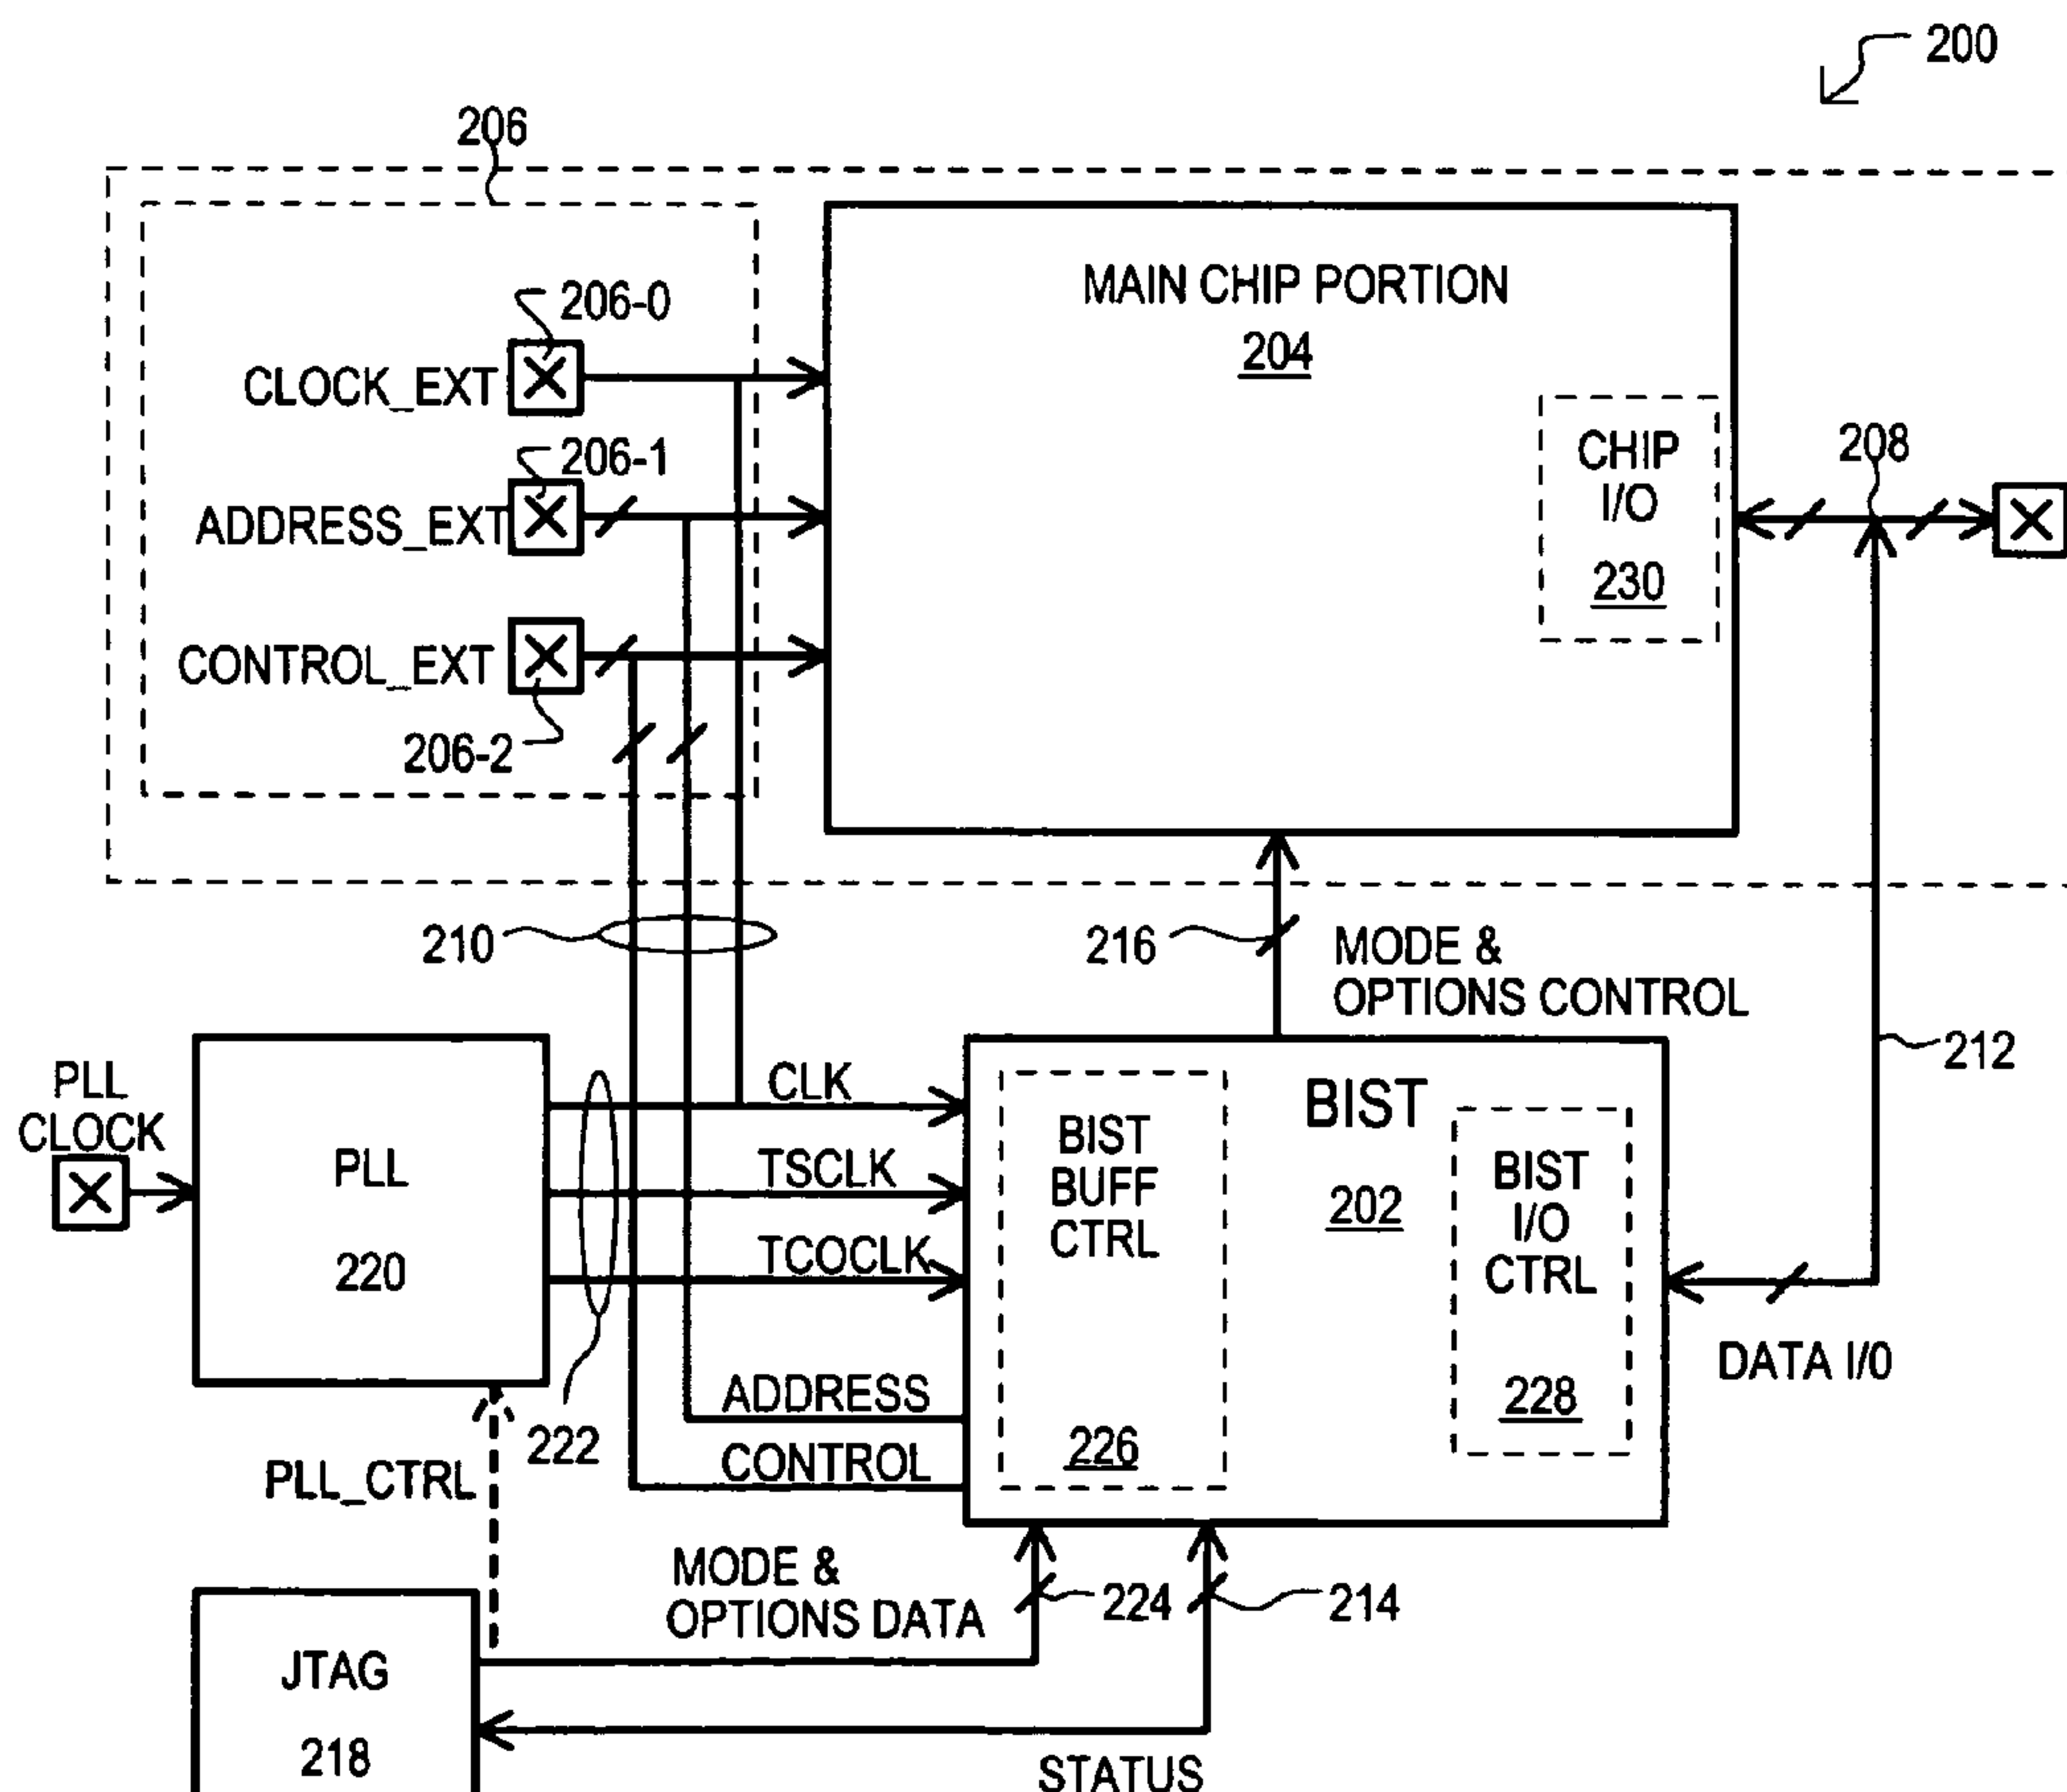 200
206
206-0
CLOCK_EXT
206-1
ADDRESS_EXT
CONTROL_EXT
206-2
MAIN CHIP PORTION
204
CHIP
I/O
230
208
210
216
MODE &
OPTIONS CONTROL
212
PLL
CLOCK
PLL
220
CLK
TSCLK
TCOCLK
222
ADDRESS
CONTROL
BIST
202
BIST
BUFF
CTRL
226
BIST
I/O
CTRL
228
DATA I/0
PLL_CTRL
MODE &
OPTIONS DATA
224
214
JTAG
218
STATUS